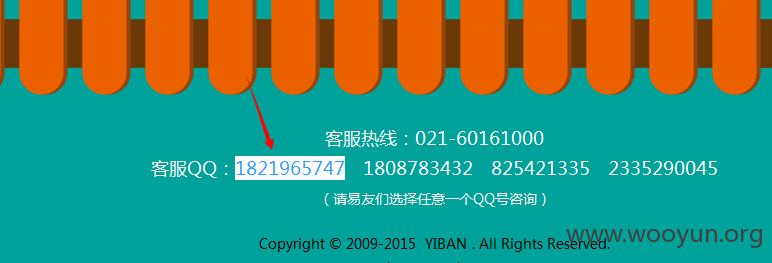 客服热线：021-60161000
客服QQ：1821965747 1808783432 825421335 2335290045
（请易友们选择任意一个QQ号咨询）
www.wooyun.org
Copyright © 2009-2015 YIBAN . All Rights Reserved.